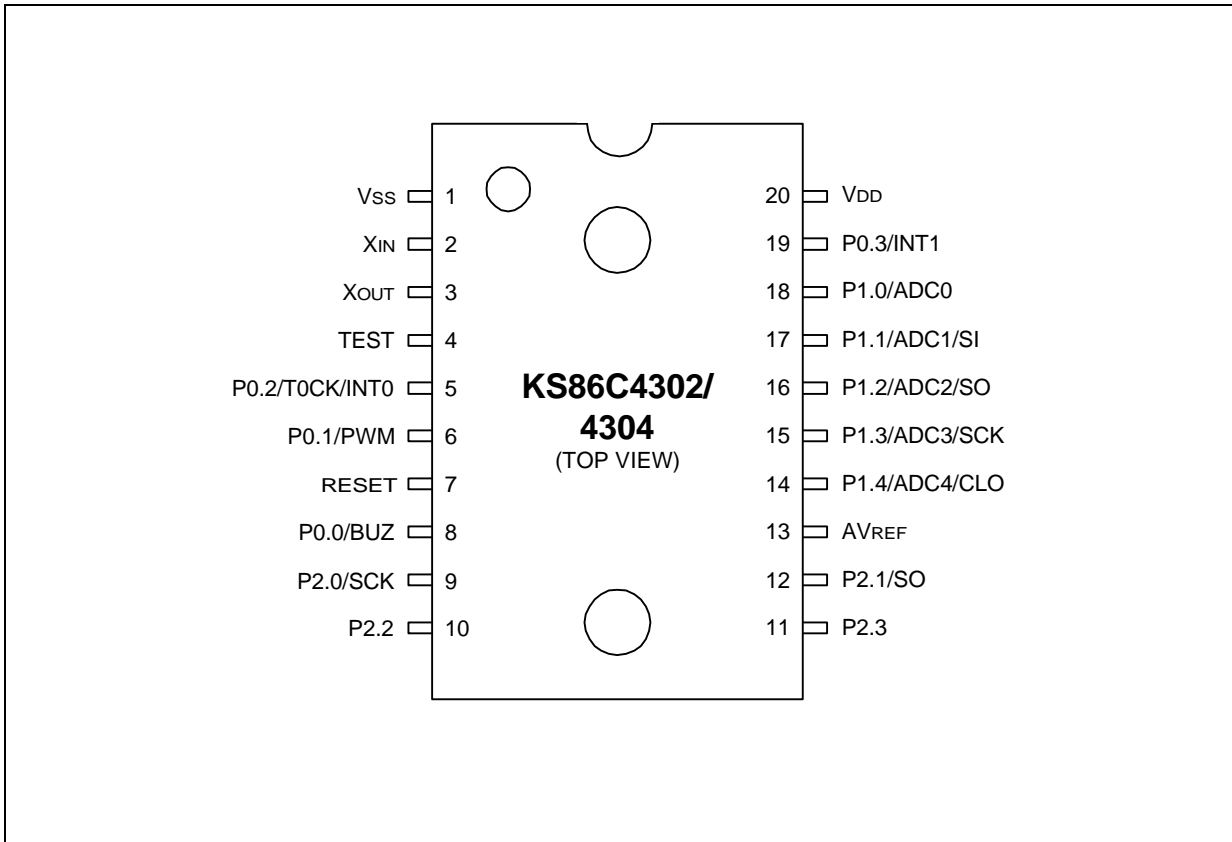 VSS 1
XIN 2
XOUT 3
TEST 4
P0.2/T0CK/INT0 5
P0.1/PWM 6
RESET 7
P0.0/BUZ 8
P2.0/SCK 9
P2.2 10
KS86C4302/
4304
(TOP VIEW)
20 VDD
19 P0.3/INT1
18 P1.0/ADC0
17 P1.1/ADC1/SI
16 P1.2/ADC2/SO
15 P1.3/ADC3/SCK
14 P1.4/ADC4/CLO
13 AVREF
12 P2.1/SO
11 P2.3